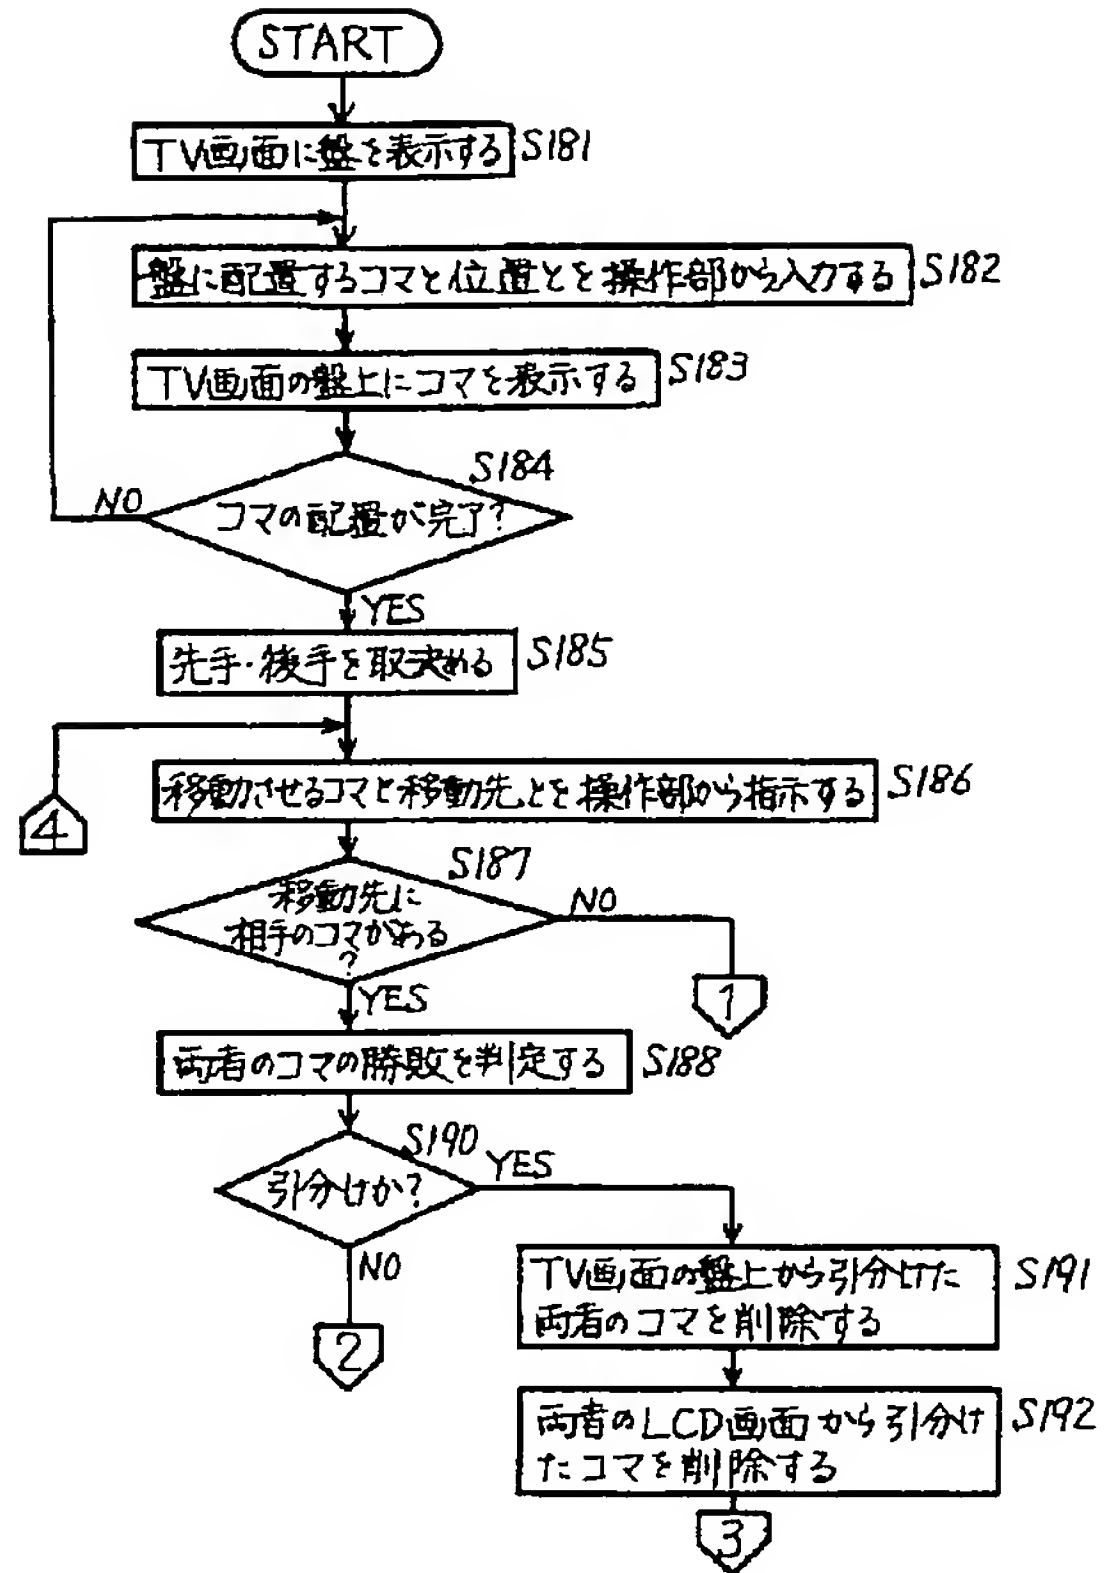 START
TV画面に盤を表示する
S181
盤に配置するコマと位置とを操作部から入力する
S182
TV画面の盤上にコマを表示する
S183
S184
コマの配置が完了?
NO
YES
先手・後手を取決める
S185
4
移動させるコマと移動先とを操作部から指示する
S186
S187
移動先に
相手のコマがある
?
NO
1
YES
両者のコマの勝敗を判定する
S188
S190
引分けか?
YES
NO
2
TV画面の盤上から引分けた
両者のコマを削除する
S191
両者のLCD画面から引分け
たコマを削除する
S192
3